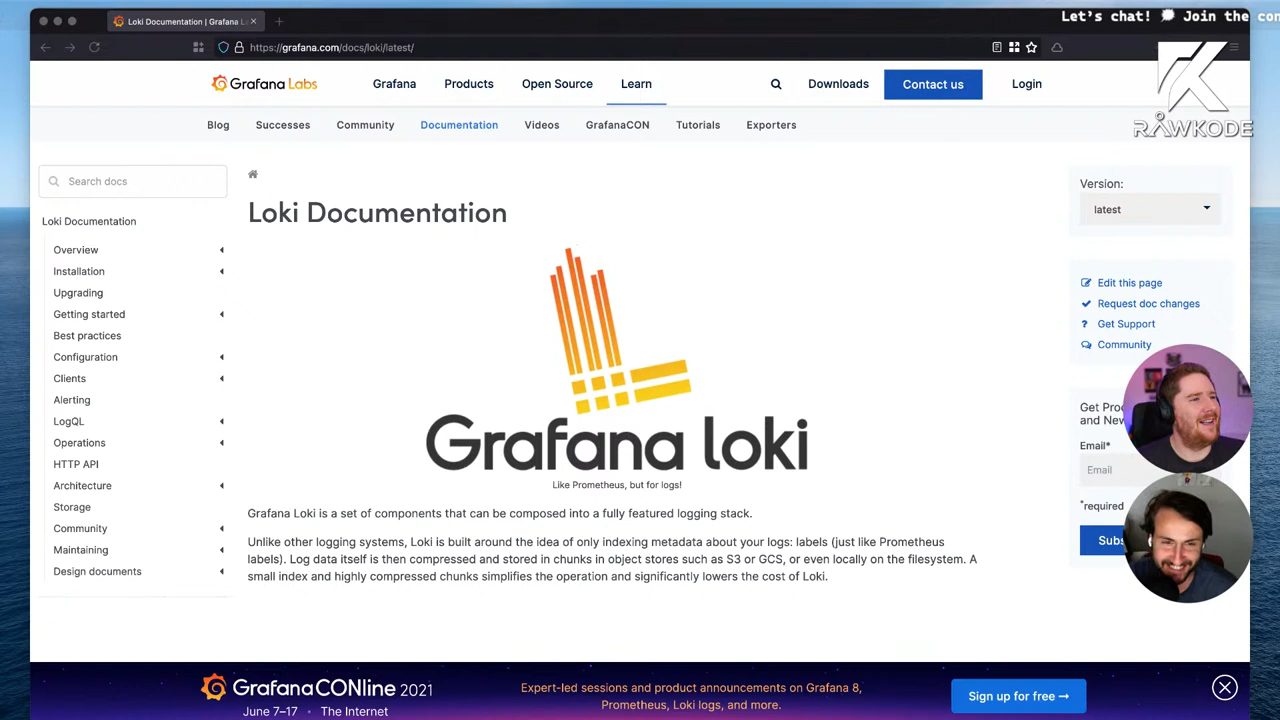 Let's chat! Join the con
Loki Documentation | Grafana L
https://grafana.com/docs/loki/latest/
RAWKODE
Grafana Labs
Grafana
Products
Open Source
Learn
Downloads
Contact us
Login
Blog
Successes
Community
Documentation
Videos
GrafanaCON
Tutorials
Exporters
Search docs
Loki Documentation
Overview
Installation
Upgrading
Getting started
Best practices
Configuration
Clients
Alerting
LogQL
Operations
HTTP API
Architecture
Storage
Community
Maintaining
Design documents
Loki Documentation
Grafana loki
Like Prometheus, but for logs!
Grafana Loki is a set of components that can be composed into a fully featured logging stack.
Unlike other logging systems, Loki is built around the idea of only indexing metadata about your logs: labels (just like Prometheus
labels). Log data itself is then compressed and stored in chunks in object stores such as S3 or GCS, or even locally on the filesystem. A
small index and highly compressed chunks simplifies the operation and significantly lowers the cost of Loki.
Version:
latest
Edit this page
Request doc changes
Get Support
Community
Get Pro
and New
Email*
Email
*required
Subs
GrafanaCONline 2021
June 7–17 • The Internet
Expert-led sessions and product announcements on Grafana 8,
Prometheus, Loki logs, and more.
Sign up for free →